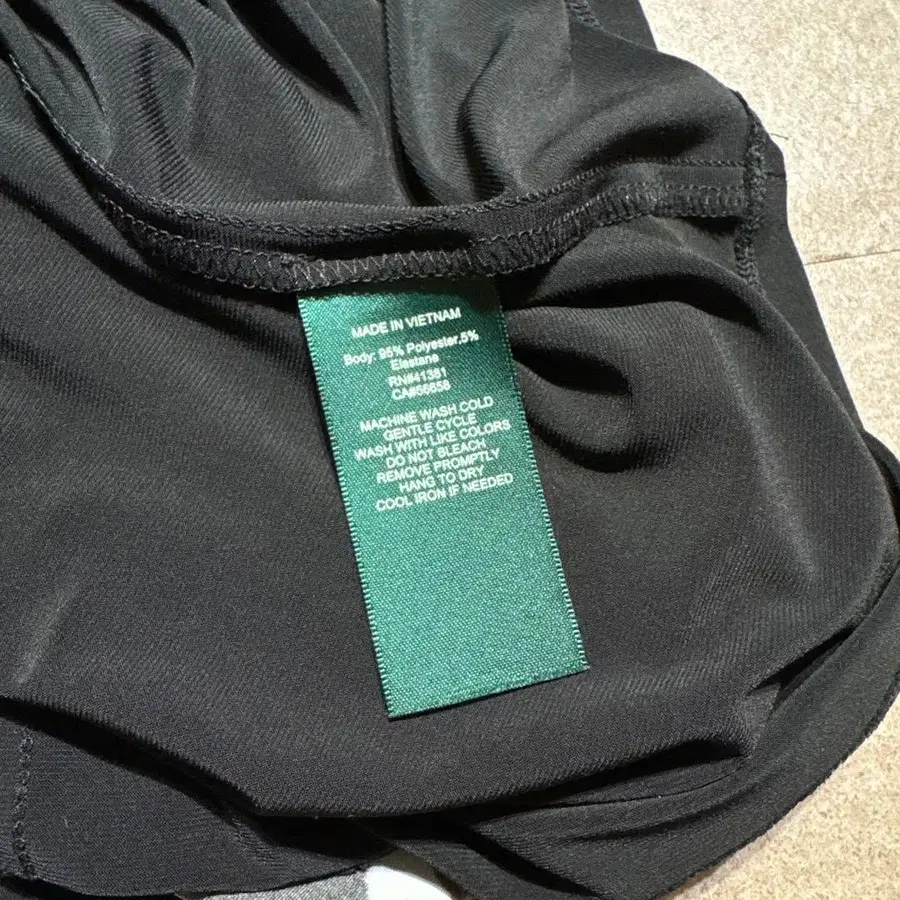 MADE IN VIETNAM
Body: 95% Polyester,5%
Elastane
RN#41381
CA#56658
MACHINE WASH COLD
GENTLE CYCLE
WASH WITH LIKE COLORS
DO NOT BLEACH
REMOVE PROMPTLY
HANG TO DRY
COOL IRON IF NEEDED